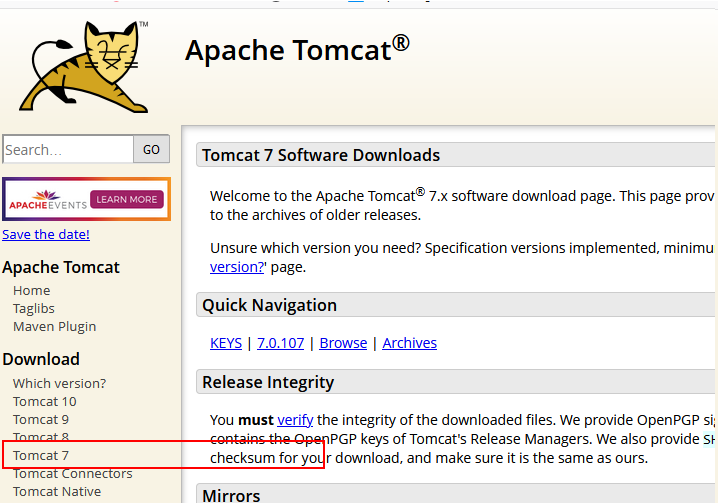 TM
Apache Tomcat®
Search…
GO
APACHEEVENTS
LEARN MORE
Save the date!
Apache Tomcat
Home
Taglibs
Maven Plugin
Download
Which version?
Tomcat 10
Tomcat 9
Tomcat 8
Tomcat 7
Tomcat Connectors
Tomcat Native
Tomcat 7 Software Downloads
Welcome to the Apache Tomcat® 7.x software download page. This page prov
to the archives of older releases.
Unsure which version you need? Specification versions implemented, minimu
version?' page.
Quick Navigation
KEYS | 7.0.107 | Browse | Archives
Release Integrity
You must verify the integrity of the downloaded files. We provide OpenPGP sig
contains the OpenPGP keys of Tomcat's Release Managers. We also provide SH
checksum for your download, and make sure it is the same as ours.
Mirrors